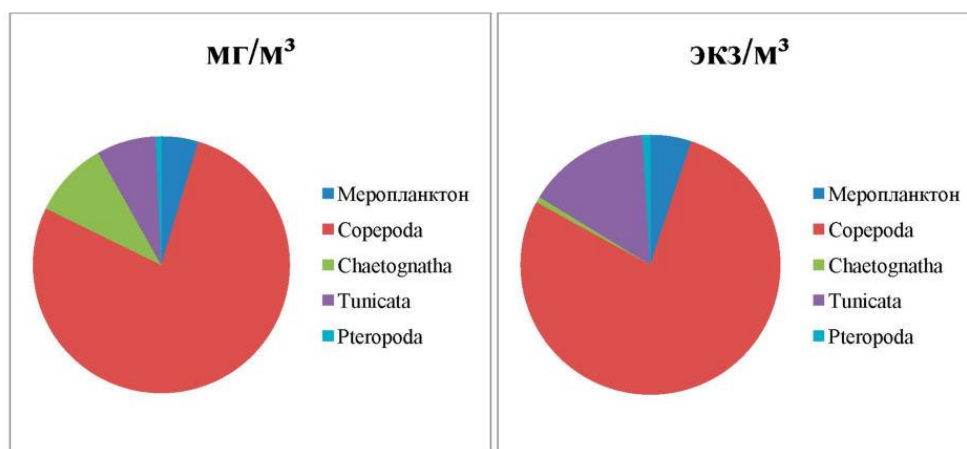 мг/м³
Меропланктон
Copepoda
Chaetognatha
Tunicata
Pteropoda
экз/м³
Меропланктон
Copepoda
Chaetognatha
Tunicata
Pteropoda